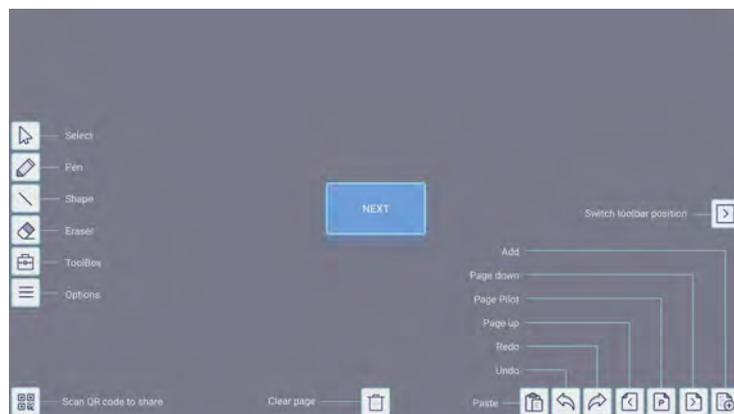 Select
Pen
Shape
Eraser
ToolBox
Options
NEXT
Switch toolbar position
Add
Page down
Page Pilot
Page up
Redo
Undo
Scan QR code to share
Clear page
Paste
P